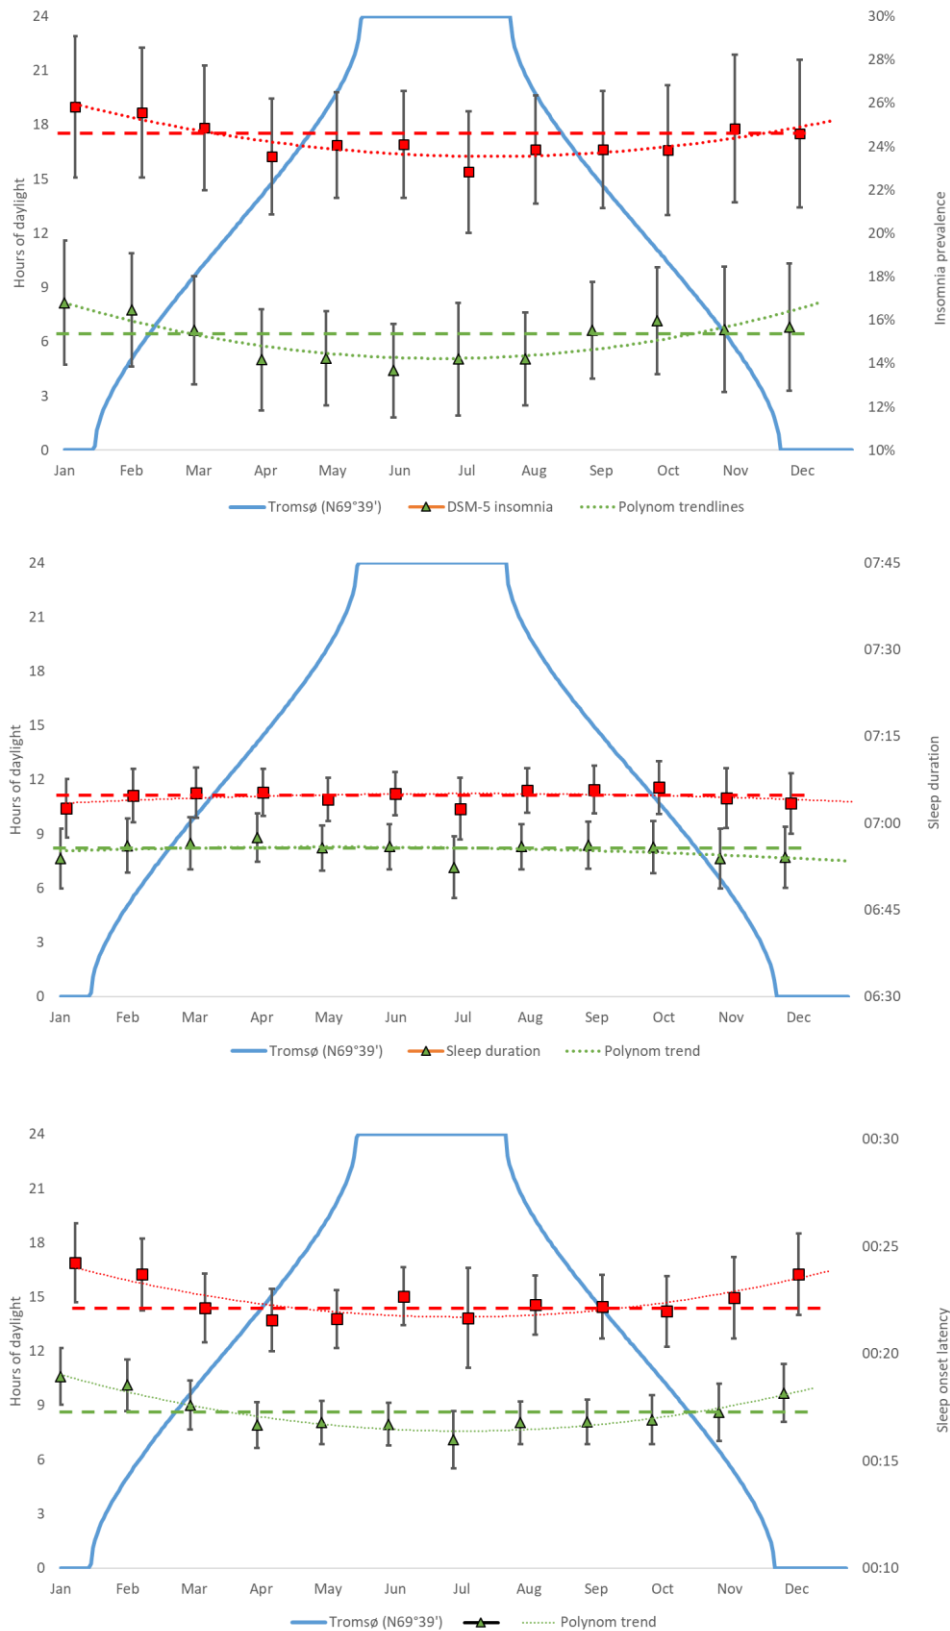 24 30%
21 28%
26%
18 24%
15 22%
12 20%
9 18%
16%
6 14%
3 12%
0 10%
Hours of daylight
Insomnia prevalence
Jan Feb Mar Apr May Jun Jul Aug Sep Oct Nov Dec
Tromsø (N69°39') DSM-5 insomnia Polynom trendlines
24 07:45
21 07:30
18
15 07:15
12
9 07:00
6 06:45
3
0 06:30
Hours of daylight
Sleep duration
Jan Feb Mar Apr May Jun Jul Aug Sep Oct Nov Dec
Tromsø (N69°39') Sleep duration Polynom trend
24 00:30
21
18 00:25
15
12 00:20
9
6 00:15
3
0 00:10
Hours of daylight
Sleep onset latency
Jan Feb Mar Apr May Jun Jul Aug Sep Oct Nov Dec
Tromsø (N69°39') Polynom trend